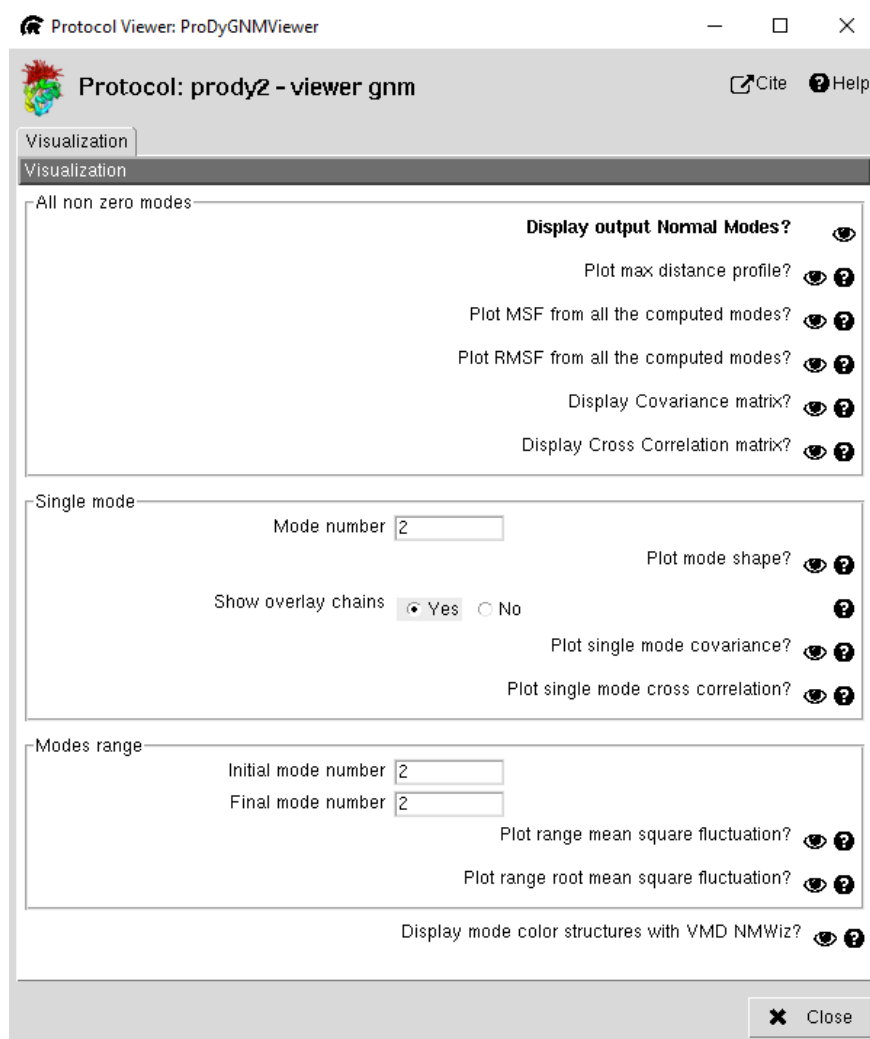 Protocol Viewer: ProDyGNMViewer
Protocol: prody2 - viewer gnm
Cite
Help
Visualization
Visualization
All non zero modes
Display output Normal Modes?
Plot max distance profile?
Plot MSF from all the computed modes?
Plot RMSF from all the computed modes?
Display Covariance matrix?
Display Cross Correlation matrix?
Single mode
Mode number 2
Plot mode shape?
Show overlay chains Yes No
Plot single mode covariance?
Plot single mode cross correlation?
Modes range
Initial mode number 2
Final mode number 2
Plot range mean square fluctuation?
Plot range root mean square fluctuation?
Display mode color structures with VMD NMWiz?
Close